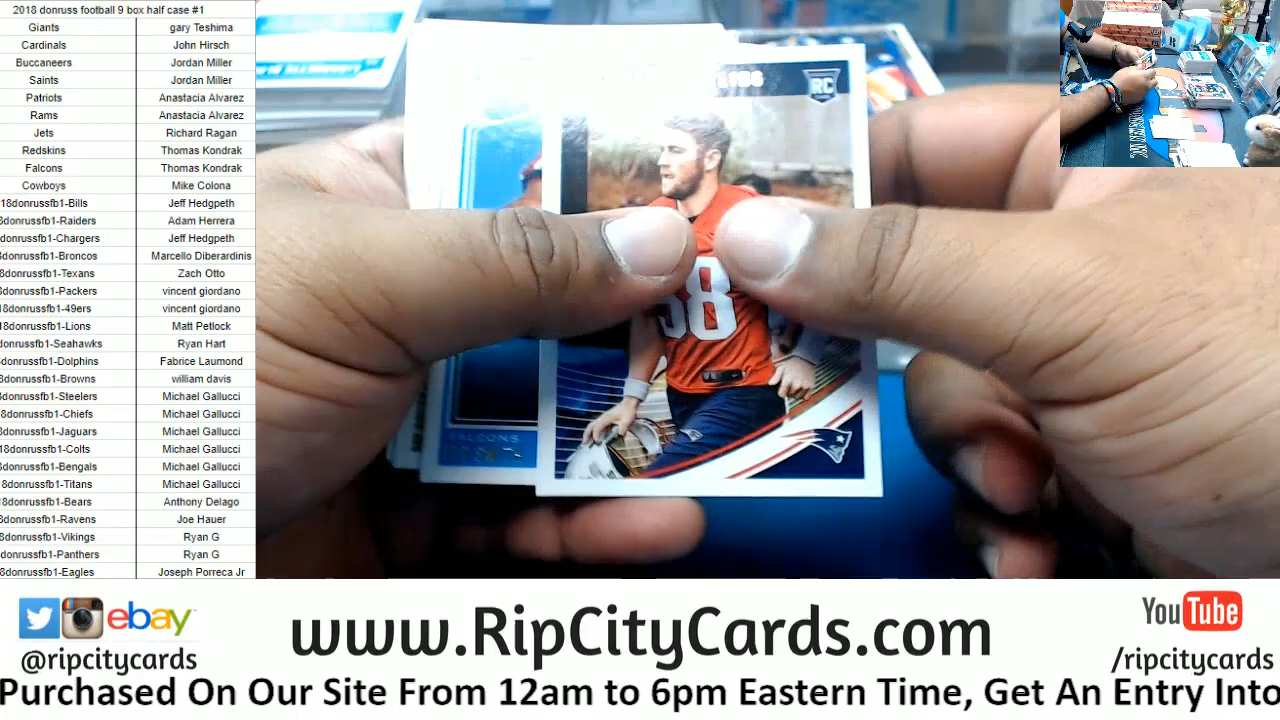 2018 donruss football 9 box half case #1
Giants gary Teshima
Cardinals John Hirsch
Buccaneers Jordan Miller
Saints Jordan Miller
Patriots Anastacia Alvarez
Rams Anastacia Alvarez
Jets Richard Ragan
Redskins Thomas Kondrak
Falcons Thomas Kondrak
Cowboys Mike Colona
18donrussfb1-Bills Jeff Hedgpeth
8donrussfb1-Raiders Adam Herrera
donrussfb1-Chargers Jeff Hedgpeth
donrussfb1-Broncos Marcello Diberardinis
8donrussfb1-Texans Zach Otto
donrussfb1-Packers vincent giordano
18donrussfb1-49ers vincent giordano
18donrussfb1-Lions Matt Petlock
donrussfb1-Seahawks Ryan Hart
donrussfb1-Dolphins Fabrice Laumond
8donrussfb1-Browns william davis
donrussfb1-Steelers Michael Gallucci
8donrussfb1-Chiefs Michael Gallucci
donrussfb1-Jaguars Michael Gallucci
18donrussfb1-Colts Michael Gallucci
donrussfb1-Bengals Michael Gallucci
8donrussfb1-Titans Michael Gallucci
8donrussfb1-Bears Anthony Delago
donrussfb1-Ravens Joe Hauer
8donrussfb1-Vikings Ryan G
donrussfb1-Panthers Ryan G
8donrussfb1-Eagles Joseph Porreca Jr
RC
58
FALCONS
ebay
@ripcitycards
www.RipCityCards.com
YouTube
/ripcitycards
Purchased On Our Site From 12am to 6pm Eastern Time, Get An Entry Into